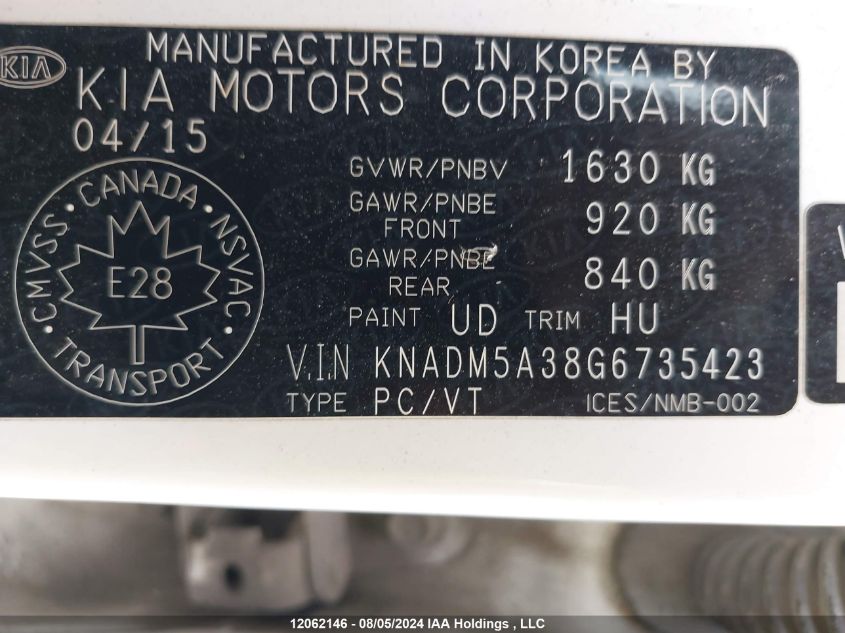 KIA
MANUFACTURED IN KOREA BY
KIA MOTORS CORPORATION
04/15
GVWR/PNBV 1630 KG
GAWR/PNBE FRONT 920 KG
GAWR/PNBE REAR 840 KG
PAINT UD TRIM HU
V.I.N KNADM5A38G6735423
TYPE PC/VT ICES/NMB-002
CANADA
CMVSS · NSVAC
E28
TRANSPORT
V
12062146 - 08/05/2024 IAA Holdings , LLC